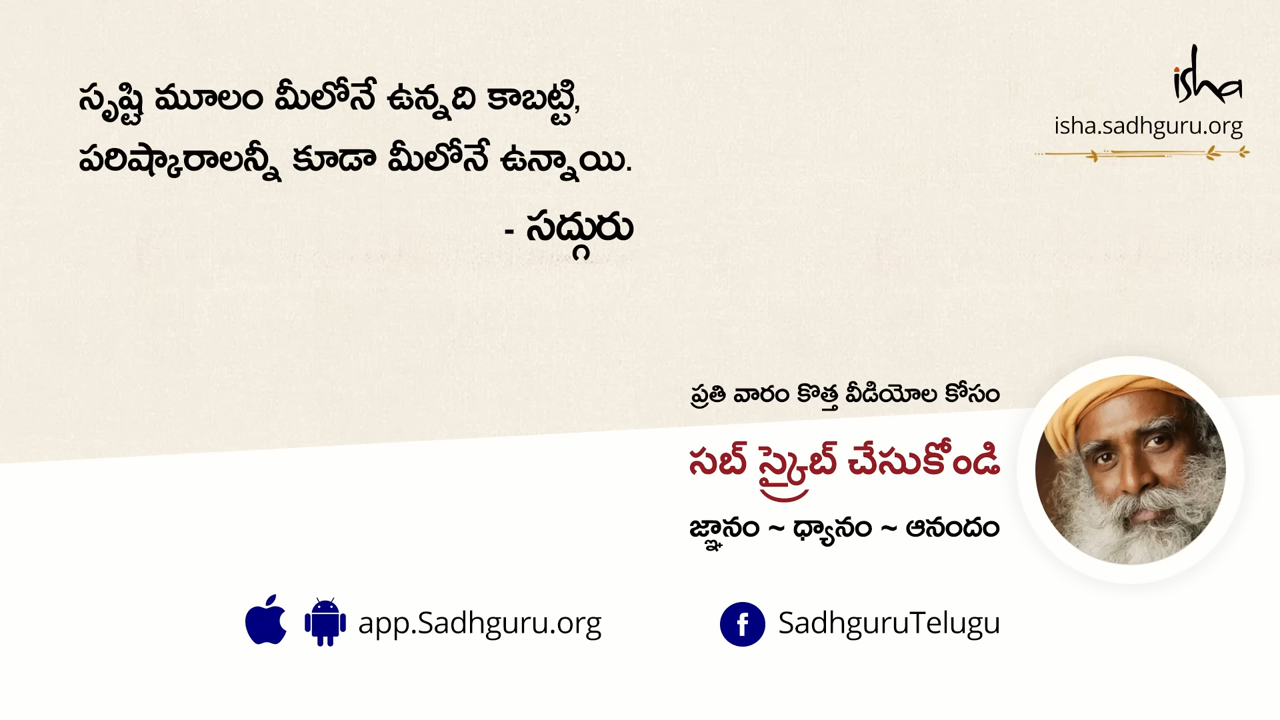 సృష్టి మూలం మీలోనే ఉన్నది కాబట్టి,
పరిష్కారాలన్నీ కూడా మీలోనే ఉన్నాయి.
- సద్గురు
isha
isha.sadhguru.org
ప్రతి వారం కొత్త వీడియోల కోసం
సబ్ స్క్రైబ్ చేసుకోండి
జ్ఞానం ~ ధ్యానం ~ ఆనందం
app.Sadhguru.org
f SadhguruTelugu